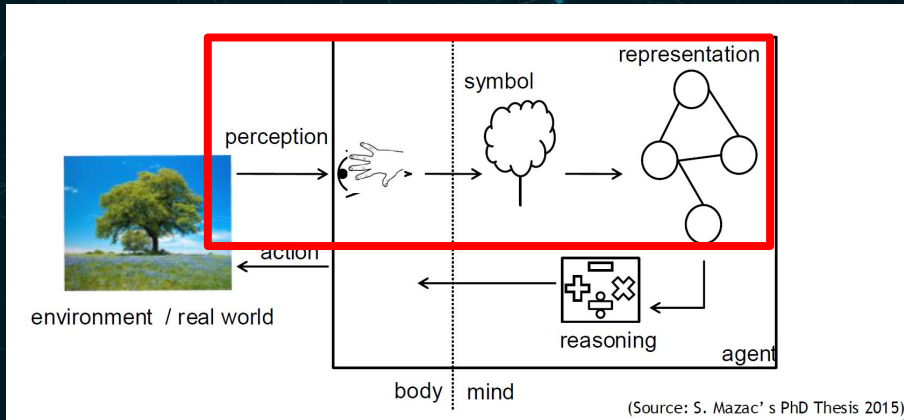 representation
symbol
perception
action
environment / real world
reasoning
agent
body mind
(Source: S. Mazac' s PhD Thesis 2015)